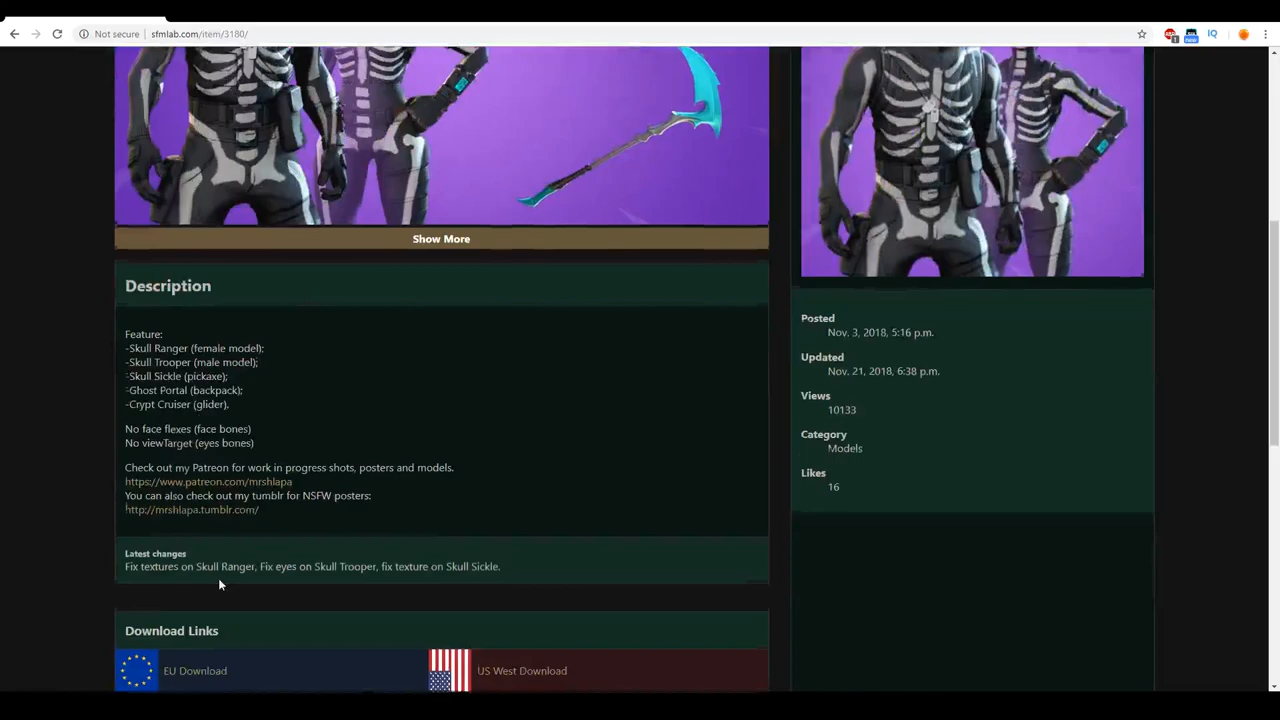 Not secure
sfmlab.com/item/3180/
IQ
Show More
Description
Feature:
-Skull Ranger (female model);
-Skull Trooper (male model);
-Skull Sickle (pickaxe);
-Ghost Portal (backpack);
-Crypt Cruiser (glider).
No face flexes (face bones)
No viewTarget (eyes bones)
Check out my Patreon for work in progress shots, posters and models.
https://www.patreon.com/mrshlapa
You can also check out my tumblr for NSFW posters:
http://mrshlapa.tumblr.com/
Latest changes
Fix textures on Skull Ranger, Fix eyes on Skull Trooper, fix texture on Skull Sickle.
Download Links
EU Download
US West Download
Posted
Nov. 3, 2018, 5:16 p.m.
Updated
Nov. 21, 2018, 6:38 p.m.
Views
10133
Category
Models
Likes
16